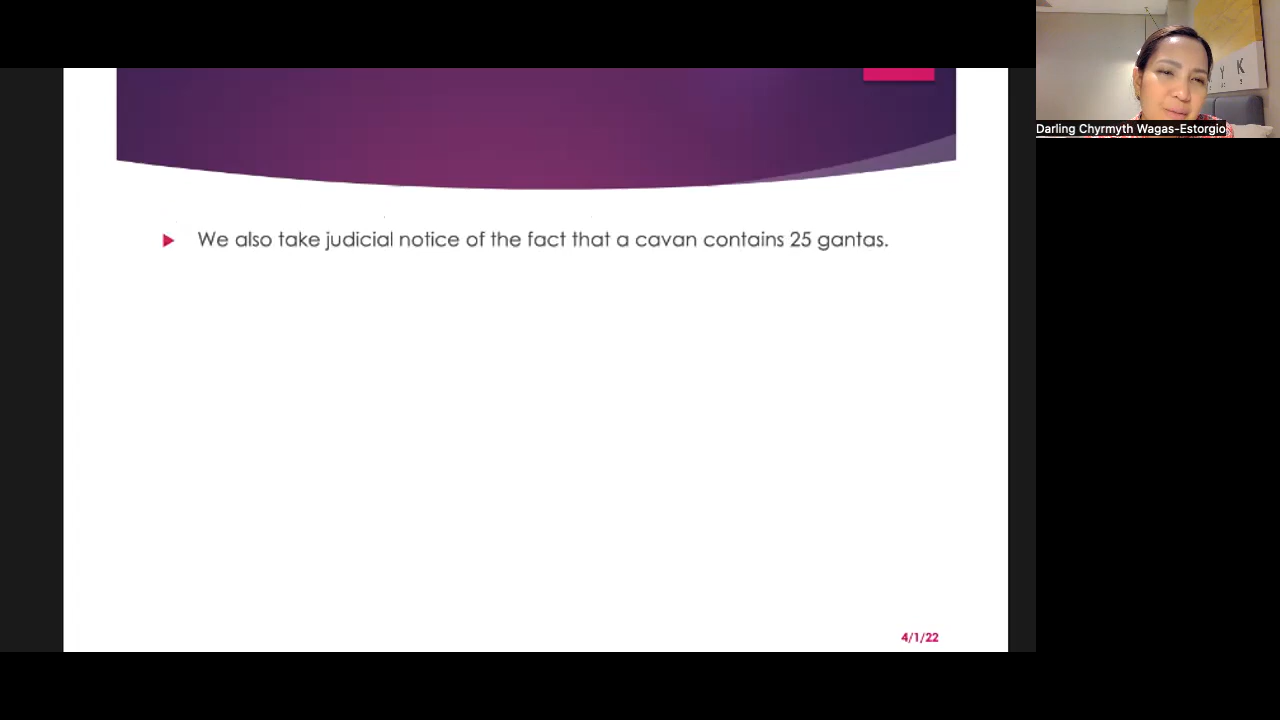 Y K
Darling Chyrmyth Wagas-Estorgio
We also take judicial notice of the fact that a cavan contains 25 gantas.
4/1/22